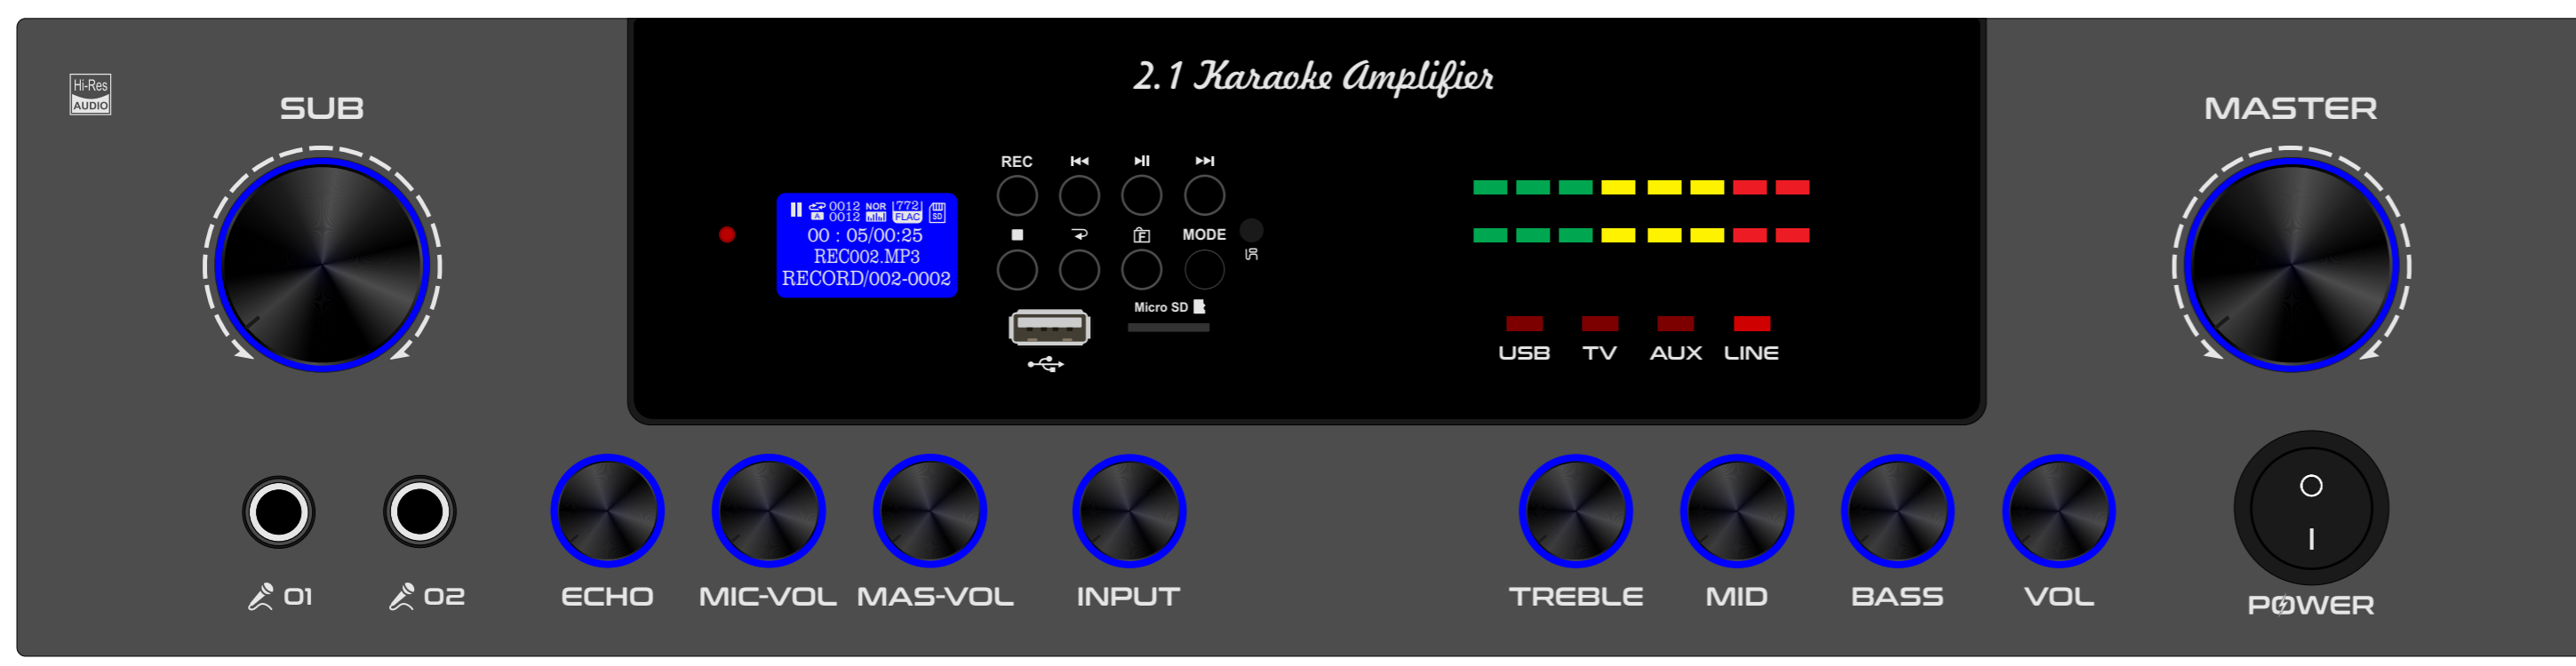 2.1 Karaoke Amplifier
Hi-Res
AUDIO
SUB
MASTER
REC
0012 NOR 772
A 0012 FLAC SD
00 : 05/00:25
REC002.MP3
RECORD/002-0002
F MODE
Micro SD
USB TV AUX LINE
01 02
ECHO MIC-VOL MAS-VOL INPUT TREBLE MID BASS VOL
POWER